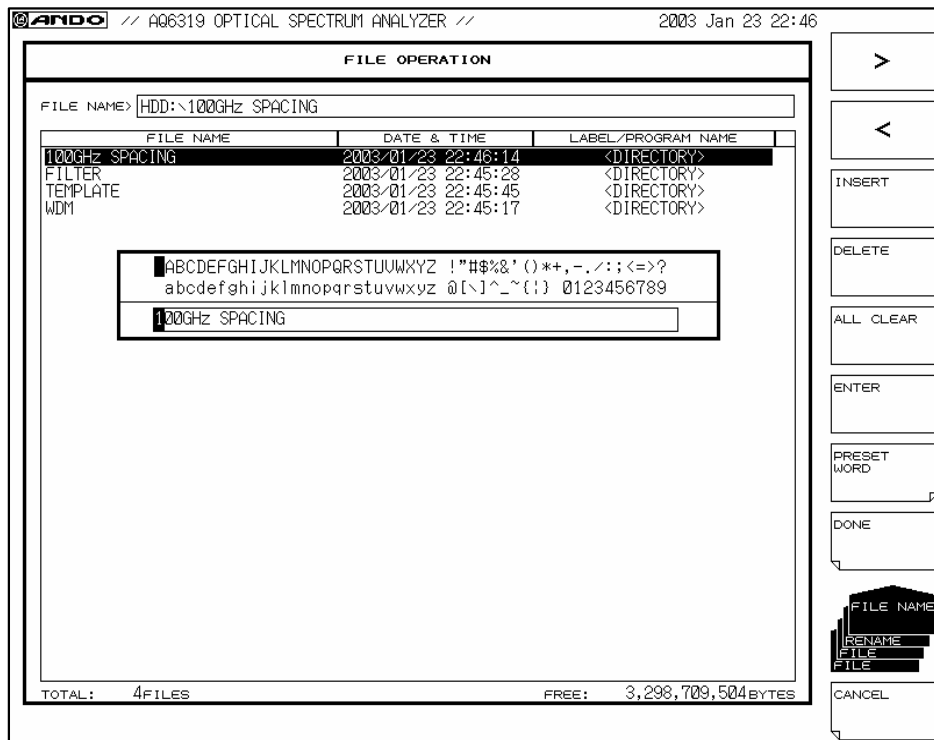 ANDO // AQ6319 OPTICAL SPECTRUM ANALYZER // 2003 Jan 23 22:46
FILE OPERATION
FILE NAME> HDD:\100GHz SPACING
FILE NAME DATE & TIME LABEL/PROGRAM NAME
100GHz SPACING 2003/01/23 22:46:14 <DIRECTORY>
FILTER 2003/01/23 22:45:28 <DIRECTORY>
TEMPLATE 2003/01/23 22:45:45 <DIRECTORY>
WDM 2003/01/23 22:45:17 <DIRECTORY>
ABCDEFGHIJKLMNOPQRSTUVWXYZ !"#$%&'()*+,-./:;<=>?
abcdefghijklmnopqrstuvwxyz @[\]^_~{¦} 0123456789
100GHz SPACING
TOTAL: 4FILES FREE: 3,298,709,504BYTES
>
<
INSERT
DELETE
ALL CLEAR
ENTER
PRESET
WORD
DONE
FILE NAME
RENAME
FILE
FILE
CANCEL